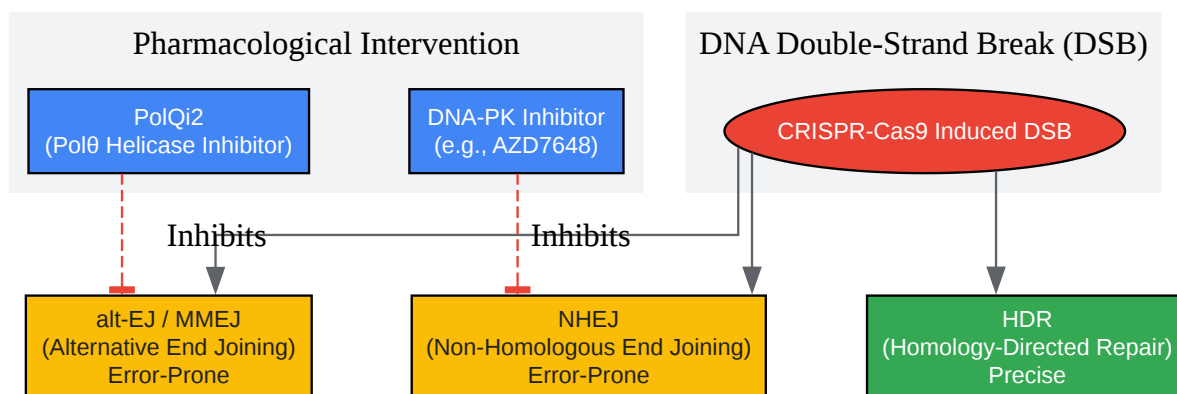 Pharmacological Intervention
DNA Double-Strand Break (DSB)
PolQi2
(Polθ Helicase Inhibitor)
DNA-PK Inhibitor
(e.g., AZD7648)
CRISPR-Cas9 Induced DSB
Inhibits
Inhibits
alt-EJ / MMEJ
(Alternative End Joining)
Error-Prone
NHEJ
(Non-Homologous End Joining)
Error-Prone
HDR
(Homology-Directed Repair)
Precise